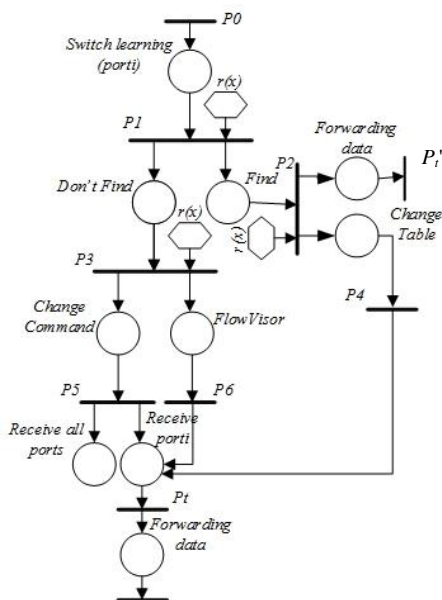 P0
Switch learning
(porti)
r(x)
P1
Forwarding
data
P2
Pt'
Don't Find
Find
r(x)
r(x)
Change
Table
P3
P4
Change
Command
FlowVisor
P5
P6
Receive all
ports
Receive
porti
Pt
Forwarding
data